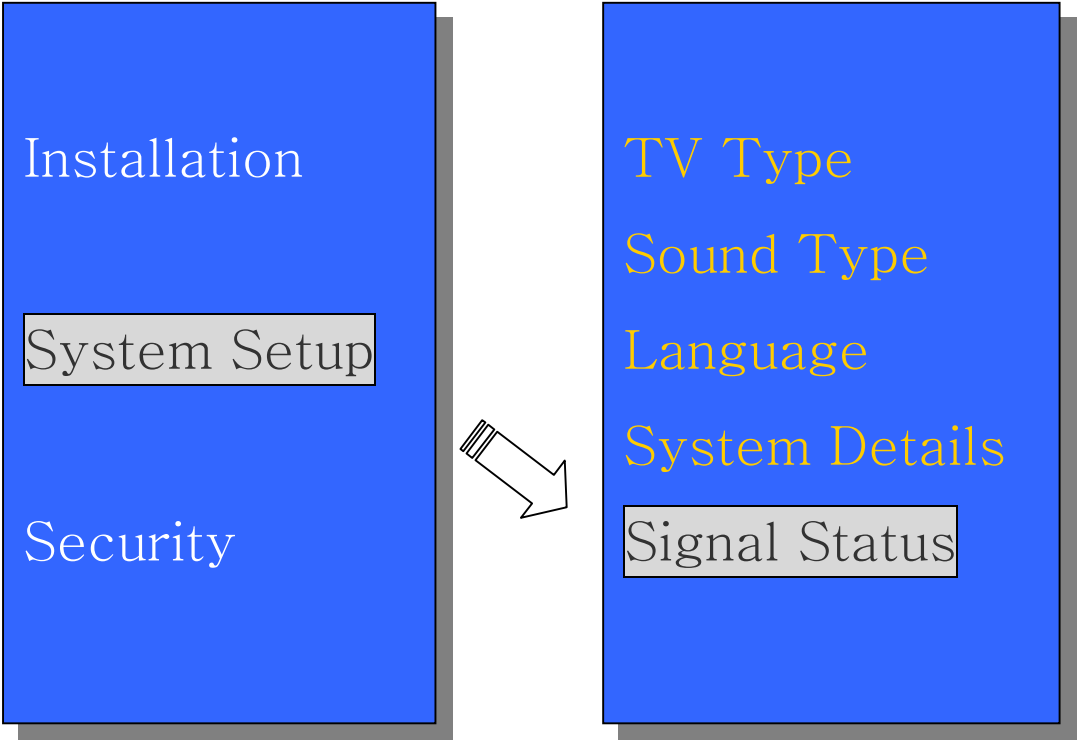 Installation
System Setup
Security
TV Type
Sound Type
Language
System Details
Signal Status